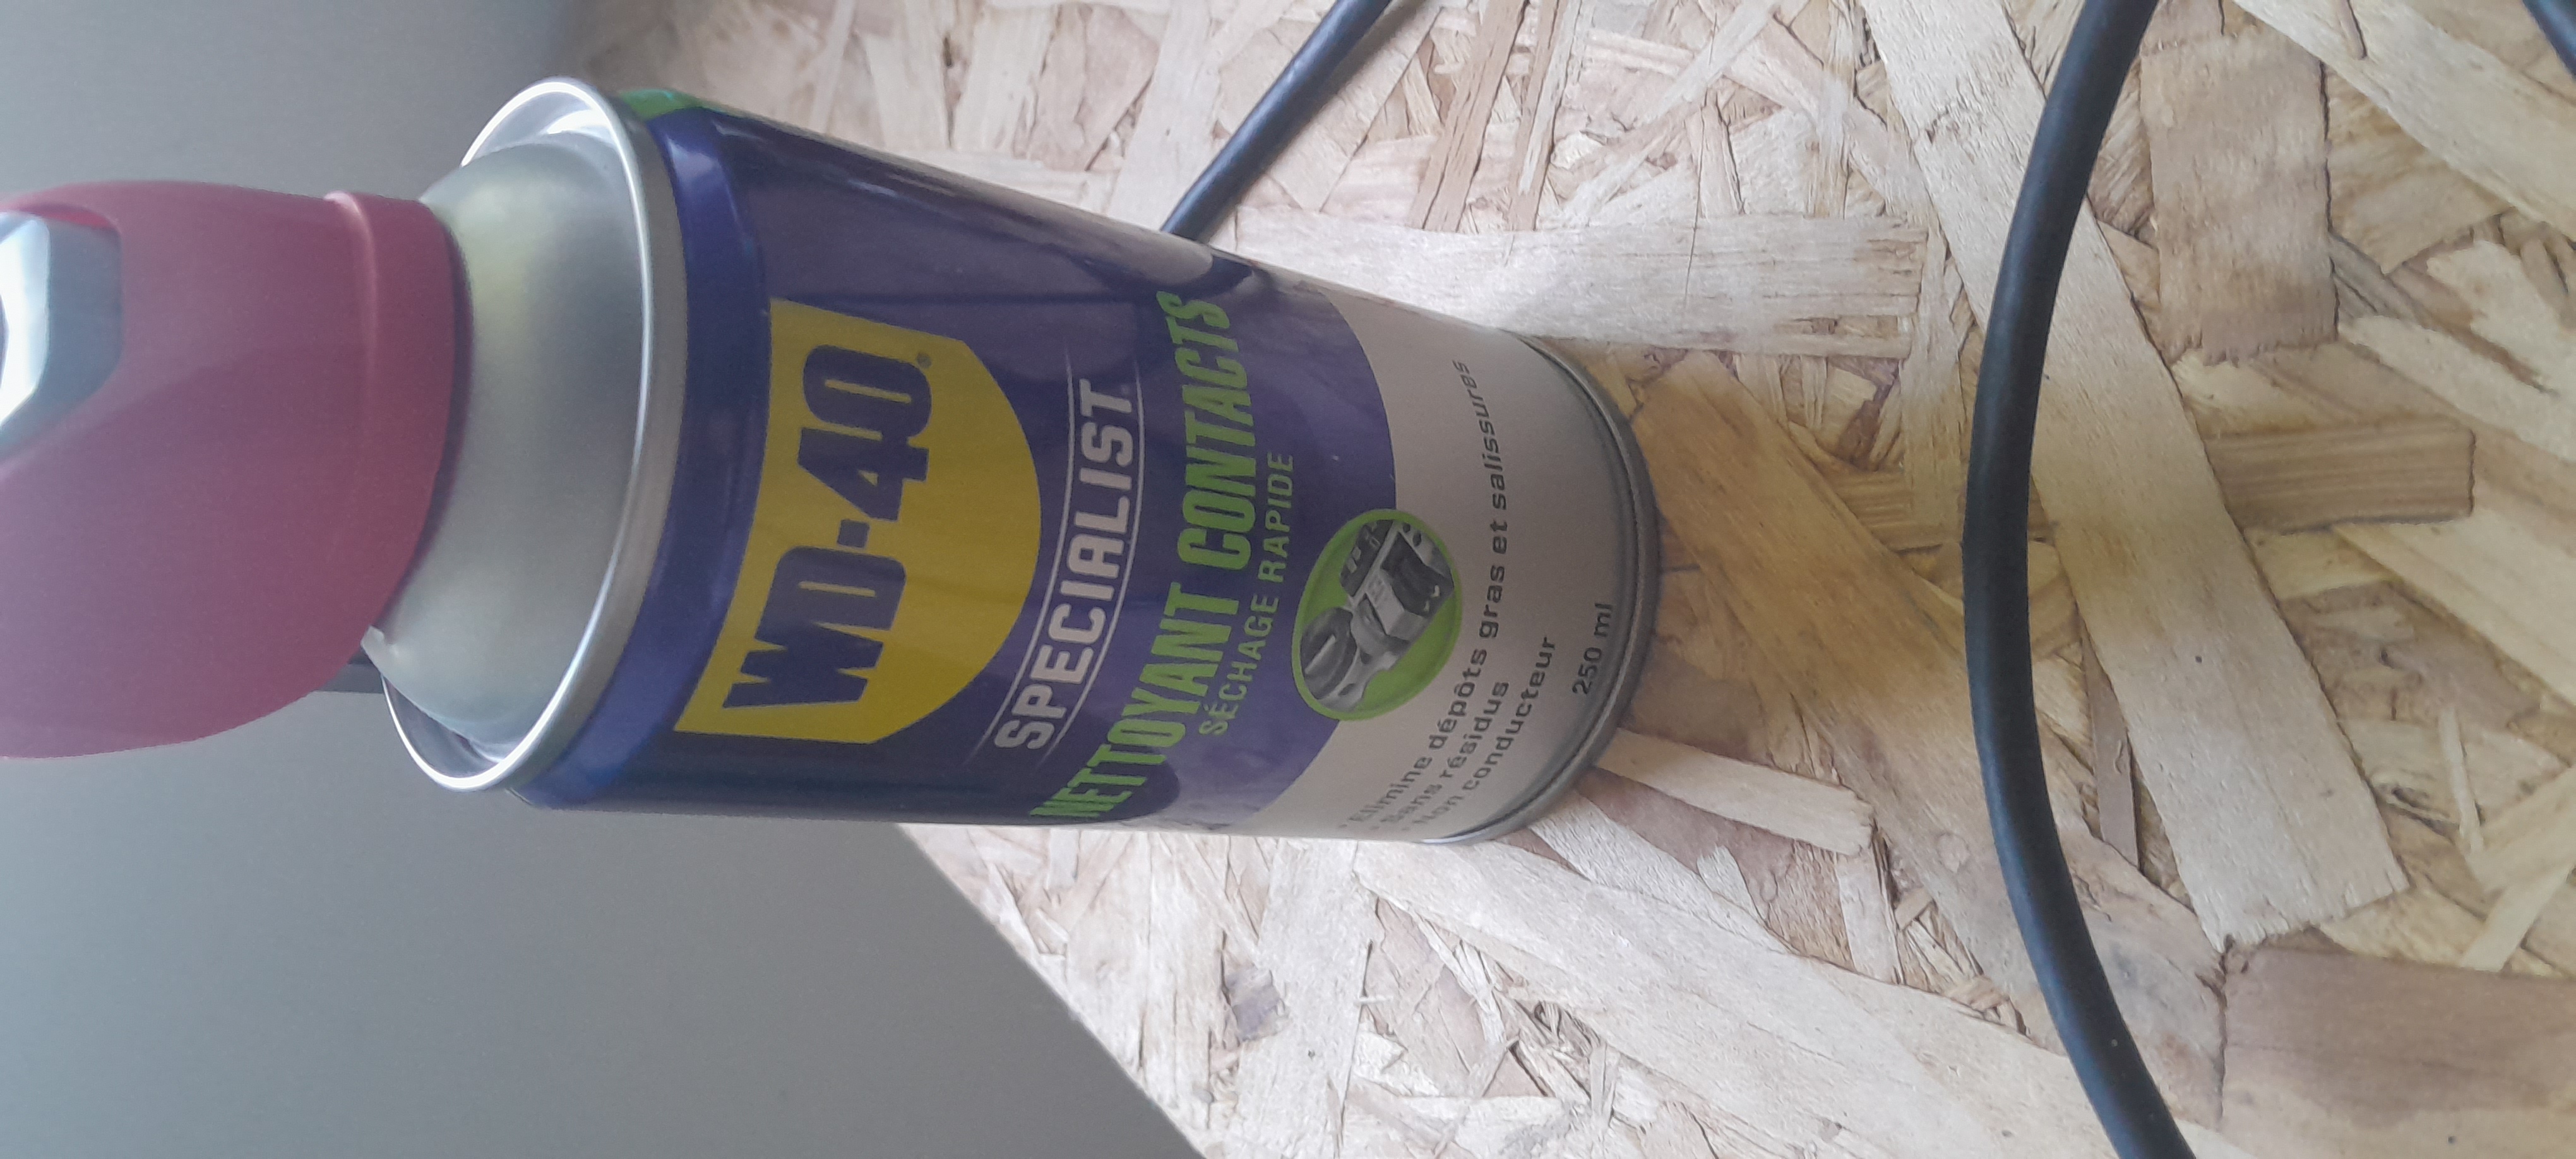 WD-40®
SPECIALIST
NETTOYANT CONTACTS
SÉCHAGE RAPIDE
· Elimine dépôts gras et salissures
· Sans résidus
· Non conducteur
250 ml